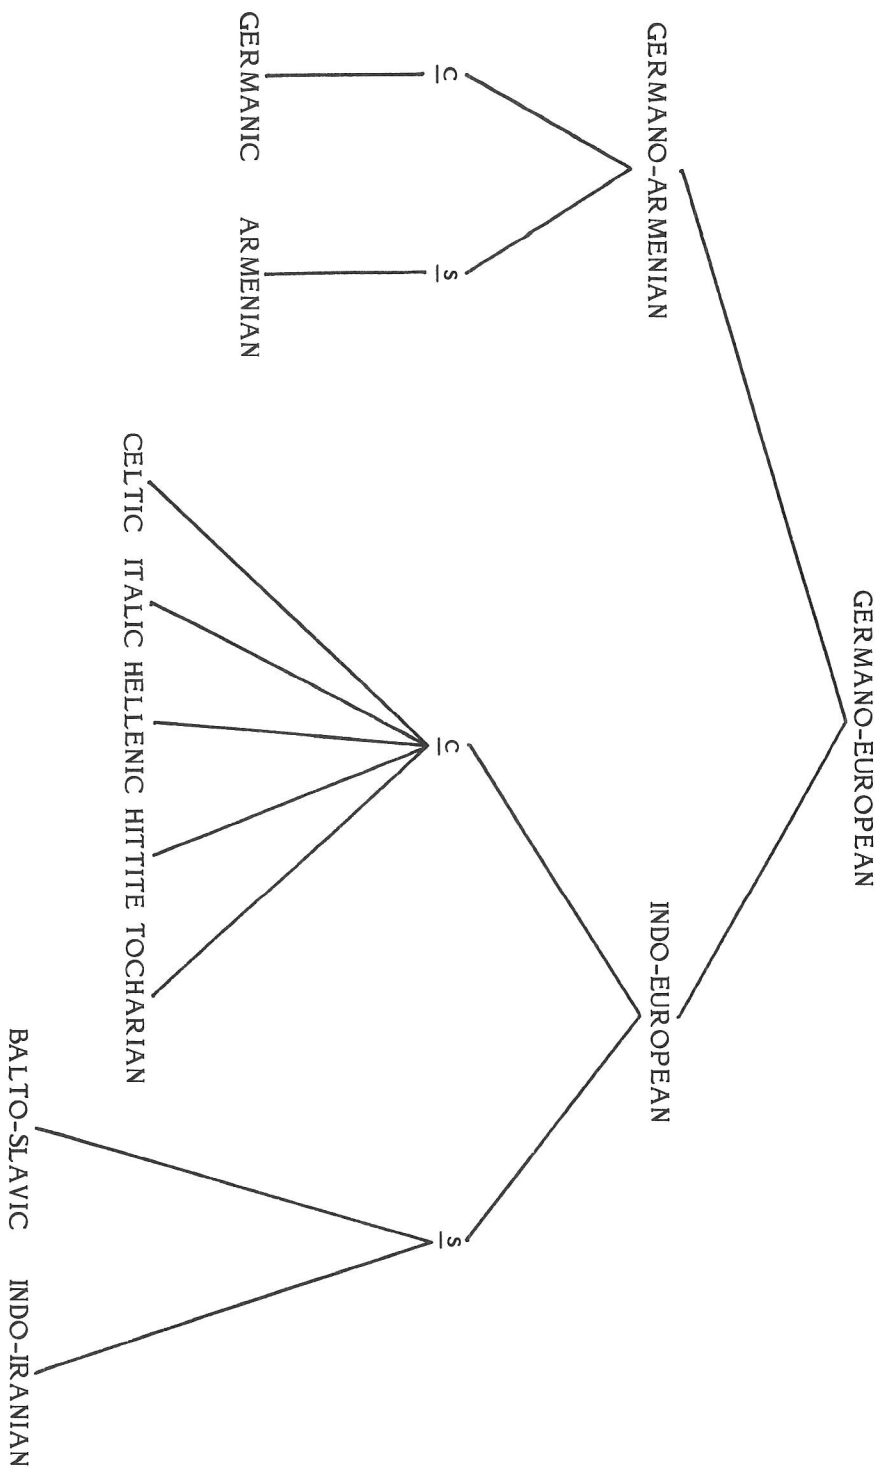 GERMANO-EUROPEAN
GERMANO-ARMENIAN INDO-EUROPEAN
c s c s
GERMANIC ARMENIAN
CELTIC ITALIC HELLENIC HITTITE TOCHARIAN
BALTO-SLAVIC INDO-IRANIAN